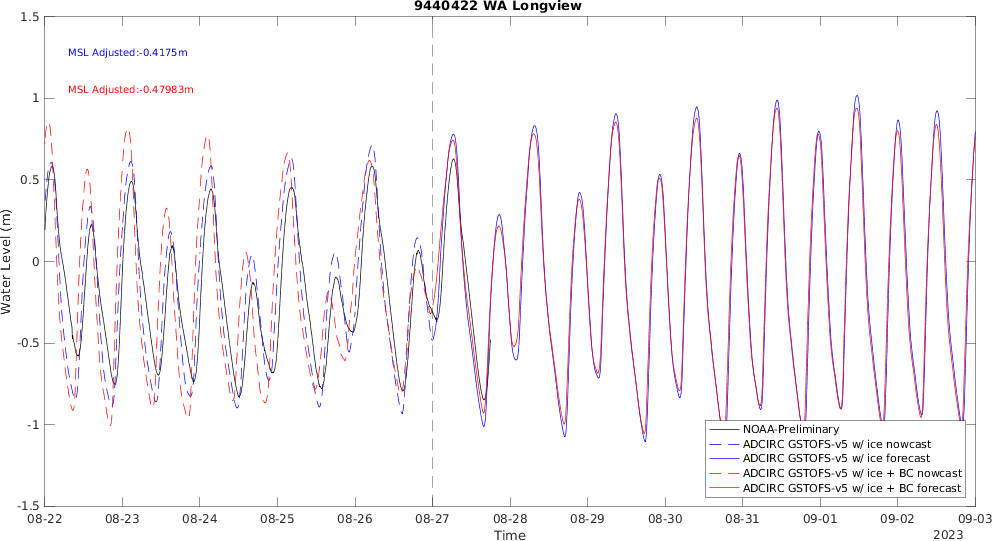 9440422 WA Longview
MSL Adjusted:-0.4175m
MSL Adjusted:-0.47983m
Water Level (m)
1.5
1
0.5
0
-0.5
-1
-1.5
NOAA-Preliminary
ADCIRC GSTOFS-v5 w/ ice nowcast
ADCIRC GSTOFS-v5 w/ ice forecast
ADCIRC GSTOFS-v5 w/ ice + BC nowcast
ADCIRC GSTOFS-v5 w/ ice + BC forecast
08-22 08-23 08-24 08-25 08-26 08-27 08-28 08-29 08-30 08-31 09-01 09-02 09-03
Time
2023